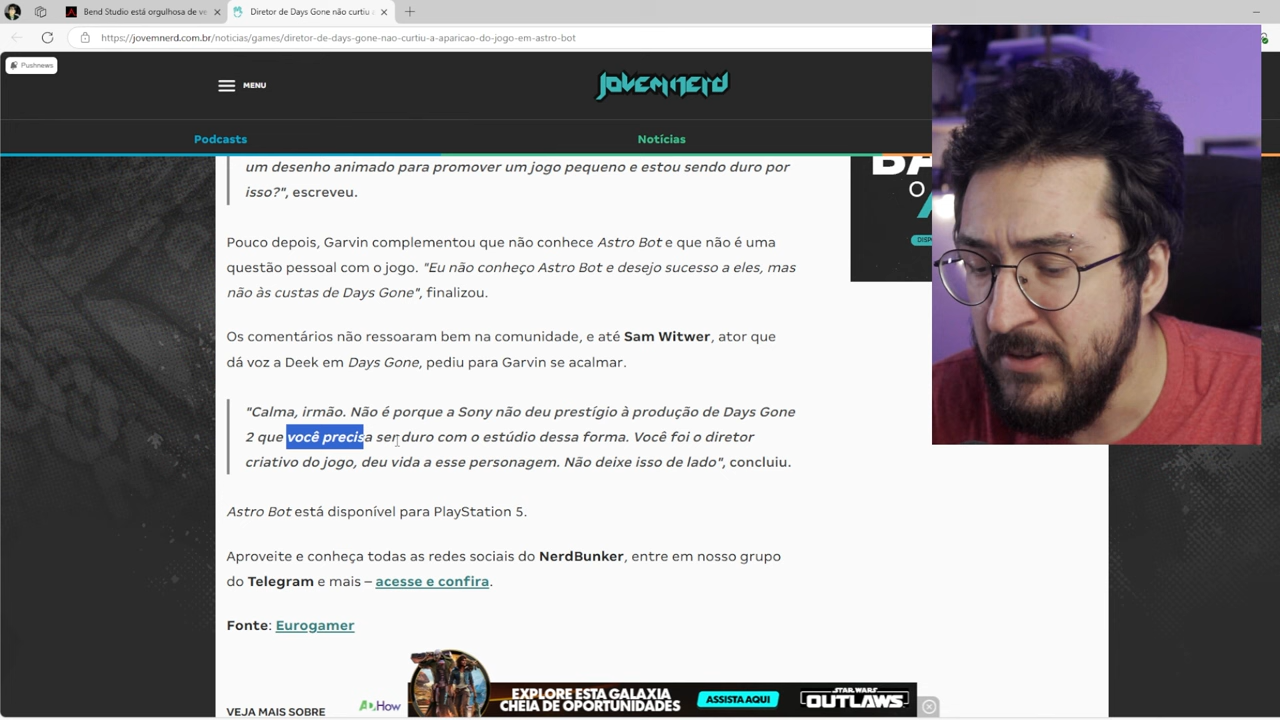 Bend Studio está orgulhosa de ve
Diretor de Days Gone não curtiu
https://jovemnerd.com.br/noticias/games/diretor-de-days-gone-nao-curtiu-a-aparicao-do-jogo-em-astro-bot
Pushnews
MENU
JOVEMNERD
Podcasts
Notícias
um desenho animado para promover um jogo pequeno e estou sendo duro por
isso?", escreveu.
Pouco depois, Garvin complementou que não conhece Astro Bot e que não é uma
questão pessoal com o jogo. "Eu não conheço Astro Bot e desejo sucesso a eles, mas
não às custas de Days Gone", finalizou.
Os comentários não ressoaram bem na comunidade, e até Sam Witwer, ator que
dá voz a Deek em Days Gone, pediu para Garvin se acalmar.
"Calma, irmão. Não é porque a Sony não deu prestígio à produção de Days Gone
2 que você precisa ser duro com o estúdio dessa forma. Você foi o diretor
criativo do jogo, deu vida a esse personagem. Não deixe isso de lado", concluiu.
Astro Bot está disponível para PlayStation 5.
Aproveite e conheça todas as redes sociais do NerdBunker, entre em nosso grupo
do Telegram e mais – acesse e confira.
Fonte: Eurogamer
VEJA MAIS SOBRE
EXPLORE ESTA GALAXIA
CHEIA DE OPORTUNIDADES
ASSISTA AQUI
STAR WARS
OUTLAWS